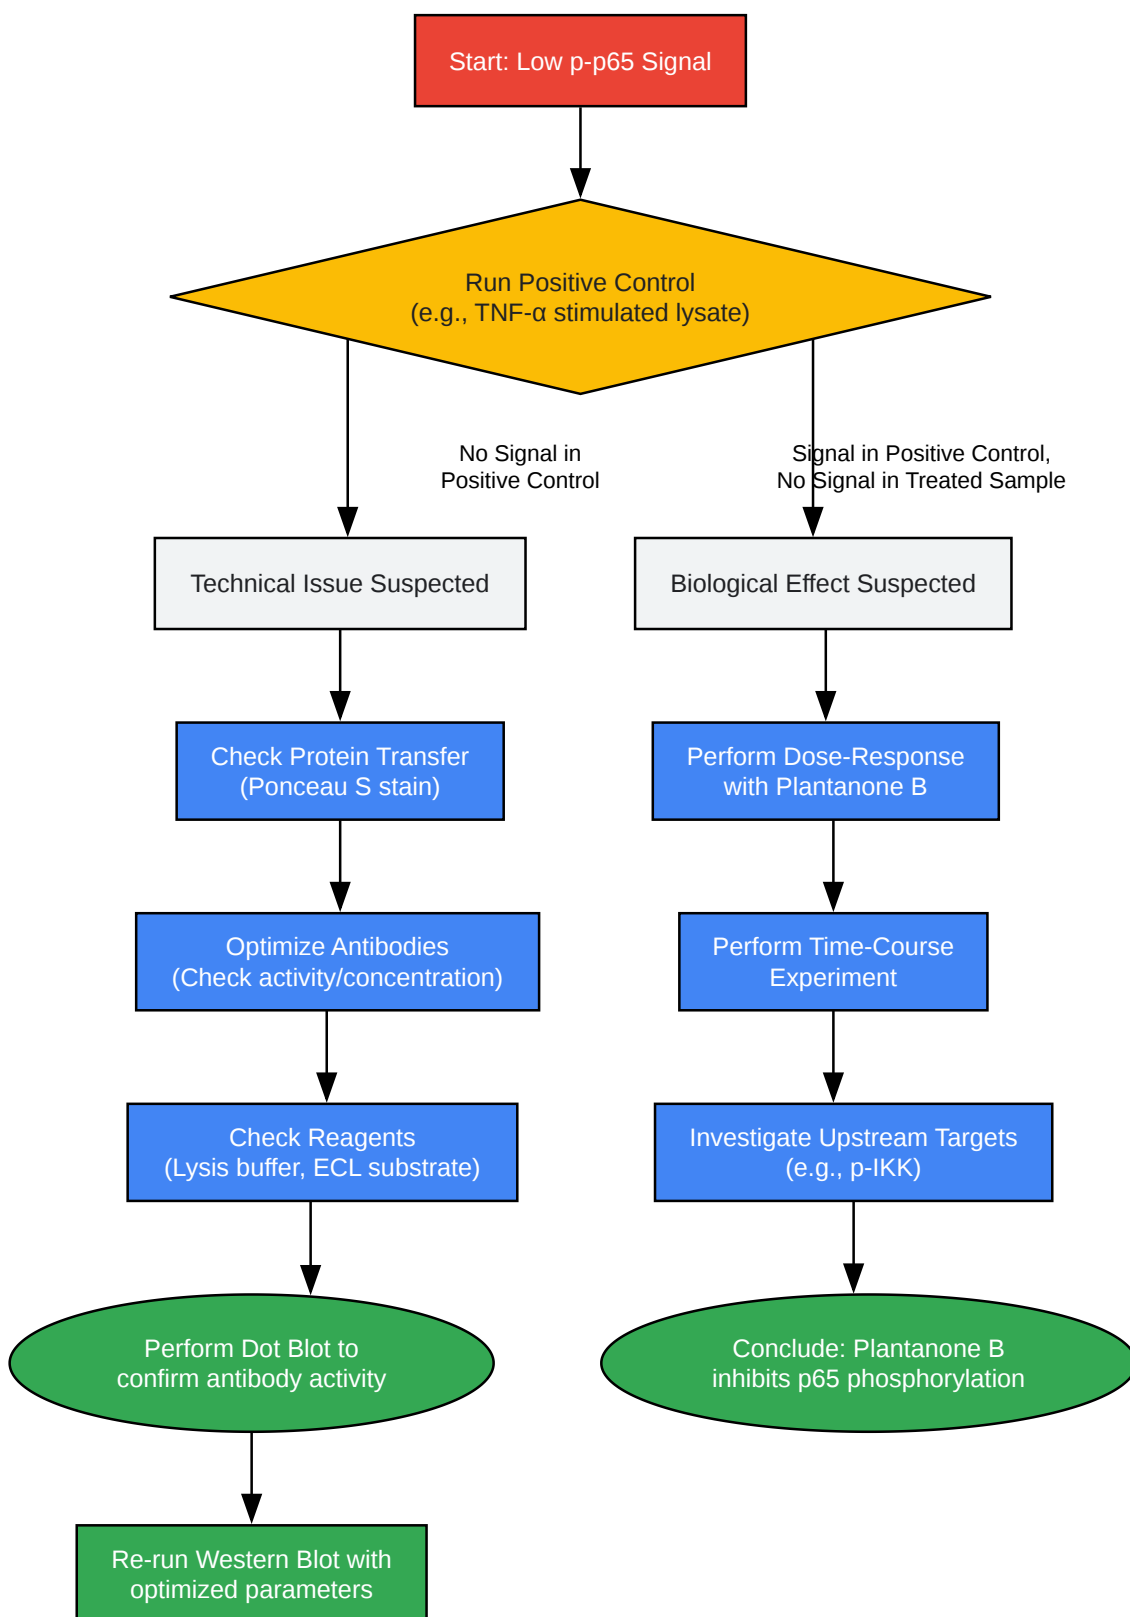 Start: Low p-p65 Signal
Run Positive Control
(e.g., TNF-α stimulated lysate)
No Signal in
Positive Control
Signal in Positive Control,
No Signal in Treated Sample
Technical Issue Suspected
Biological Effect Suspected
Check Protein Transfer
(Ponceau S stain)
Perform Dose-Response
with Plantanone B
Optimize Antibodies
(Check activity/concentration)
Perform Time-Course
Experiment
Check Reagents
(Lysis buffer, ECL substrate)
Investigate Upstream Targets
(e.g., p-IKK)
Perform Dot Blot to
confirm antibody activity
Conclude: Plantanone B
inhibits p65 phosphorylation
Re-run Western Blot with
optimized parameters